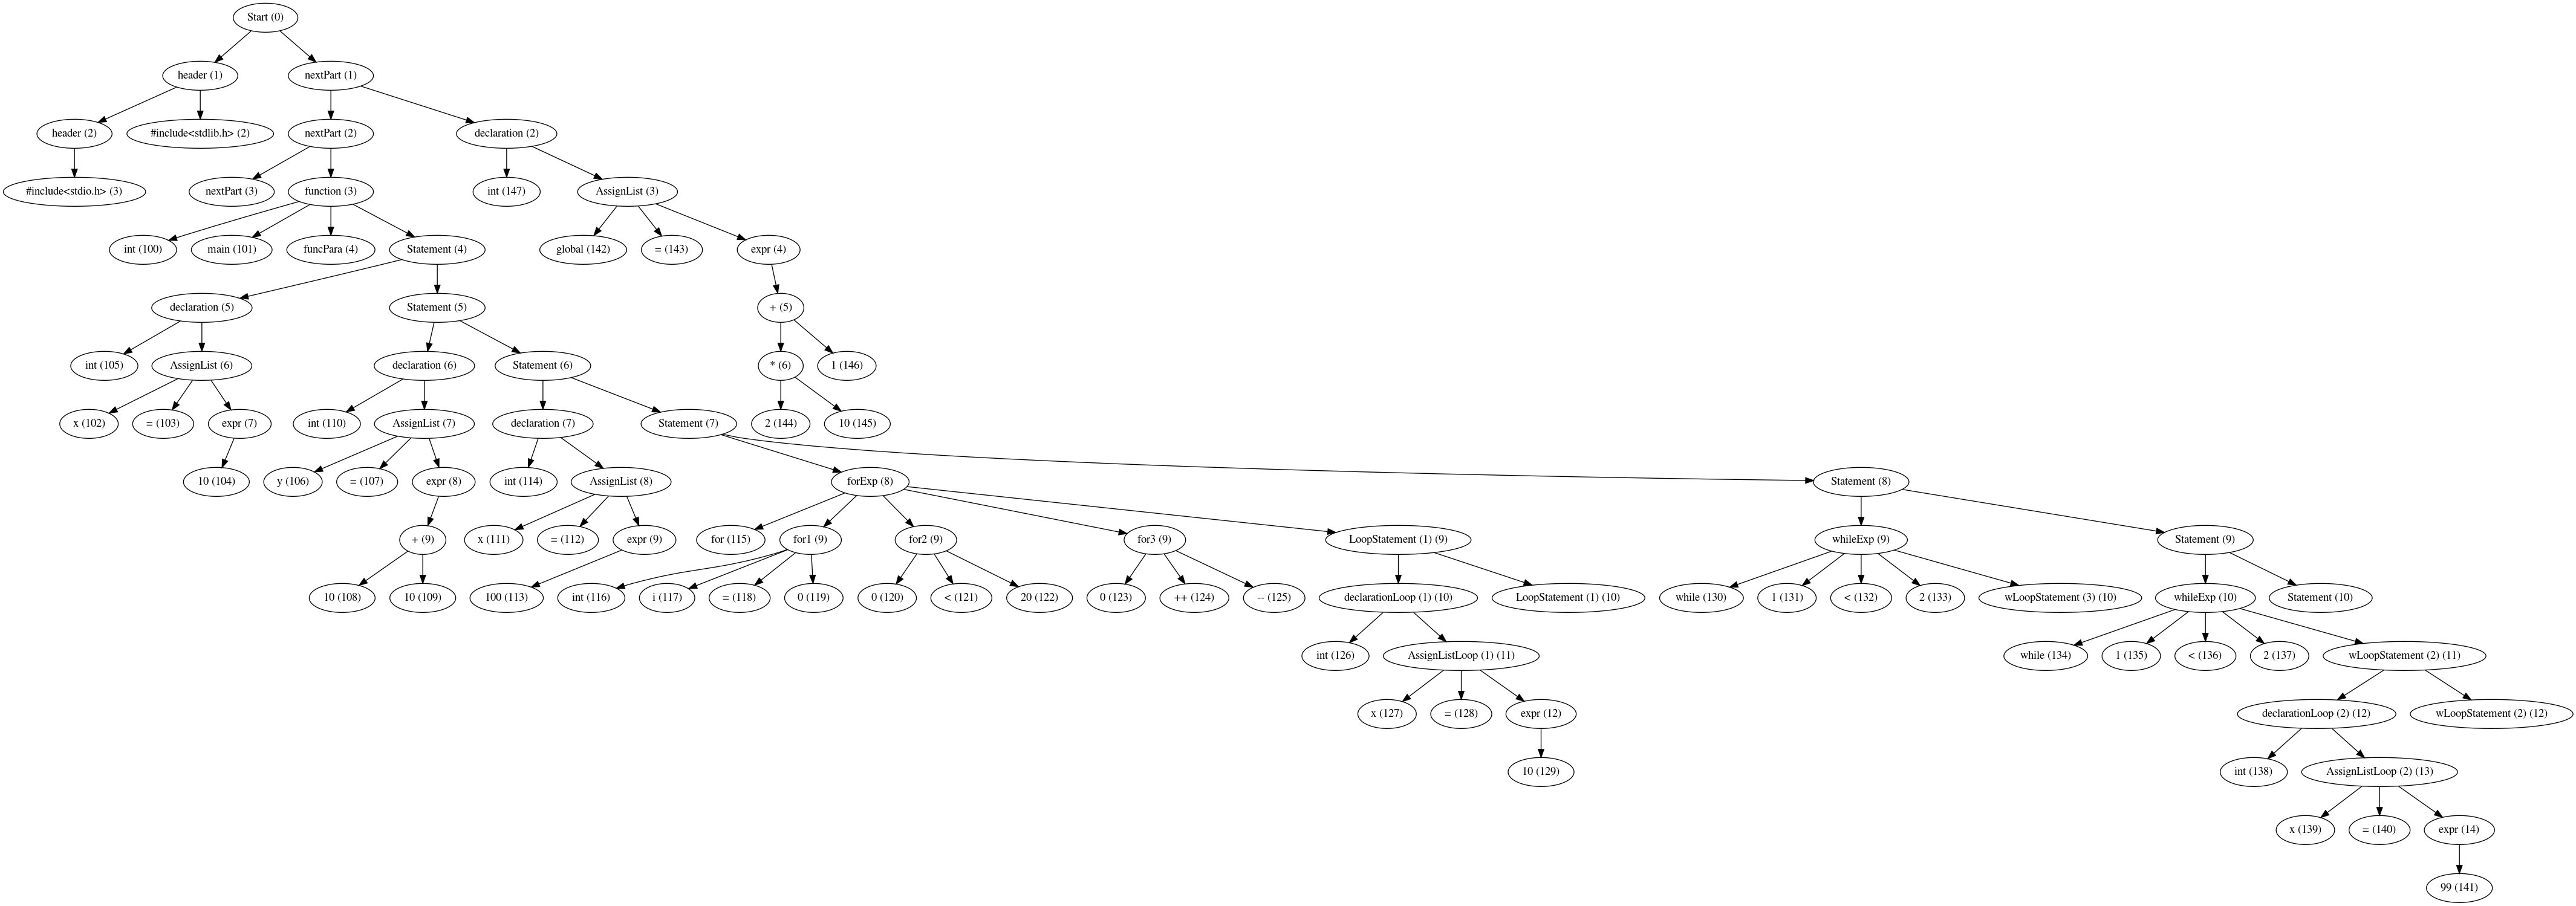 Start (0)
header (1)
nextPart (1)
header (2)
#include<stdlib.h> (2)
nextPart (2)
declaration (2)
#include<stdio.h> (3)
nextPart (3)
function (3)
int (147)
AssignList (3)
int (100)
main (101)
funcPara (4)
Statement (4)
global (142)
= (143)
expr (4)
declaration (5)
Statement (5)
+ (5)
int (105)
AssignList (6)
declaration (6)
Statement (6)
* (6)
1 (146)
x (102)
= (103)
expr (7)
int (110)
AssignList (7)
declaration (7)
Statement (7)
2 (144)
10 (145)
10 (104)
y (106)
= (107)
expr (8)
int (114)
AssignList (8)
forExp (8)
Statement (8)
+ (9)
x (111)
= (112)
expr (9)
for (115)
for1 (9)
for2 (9)
for3 (9)
LoopStatement (1) (9)
whileExp (9)
Statement (9)
10 (108)
10 (109)
100 (113)
int (116)
i (117)
= (118)
0 (119)
0 (120)
< (121)
20 (122)
0 (123)
++ (124)
-- (125)
declarationLoop (1) (10)
LoopStatement (1) (10)
while (130)
1 (131)
< (132)
2 (133)
wLoopStatement (3) (10)
whileExp (10)
Statement (10)
int (126)
AssignListLoop (1) (11)
while (134)
1 (135)
< (136)
2 (137)
wLoopStatement (2) (11)
x (127)
= (128)
expr (12)
declarationLoop (2) (12)
wLoopStatement (2) (12)
10 (129)
int (138)
AssignListLoop (2) (13)
x (139)
= (140)
expr (14)
99 (141)